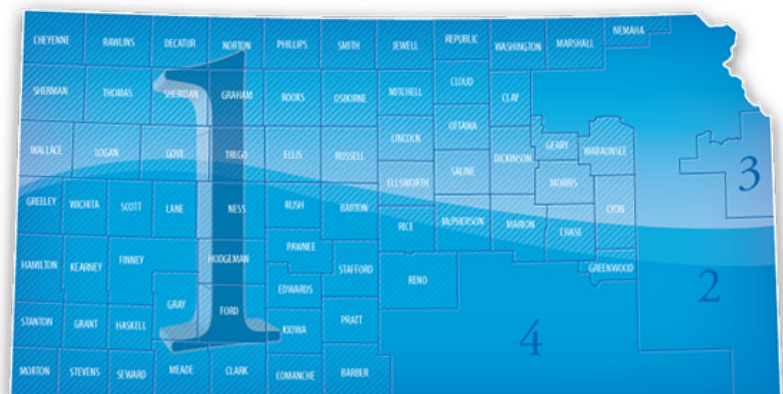 CHEYENNE RAWLINS DECATUR NORTON PHILLIPS SMITH JEWELL REPUBLIC WASHINGTON MARSHALL NEMAHA
SHERMAN THOMAS SHERIDAN GRAHAM ROOKS OSBORNE MITCHELL CLOUD CLAY
OTTAWA
LINCOLN
WALLACE LOGAN GOVE TREGO ELLIS RUSSELL DICKINSON GEARY WABAUNSEE
ELLSWORTH SALINE MORRIS
3
GREELEY WICHITA SCOTT LANE NESS RUSH BARTON RICE McPHERSON MARION CHASE LYON
HAMILTON KEARNEY FINNEY HODGEMAN PAWNEE STAFFORD RENO GREENWOOD
EDWARDS
2
STANTON GRANT HASKELL GRAY FORD KIOWA PRATT
4
MORTON STEVENS SEWARD MEADE CLARK COMANCHE BARBER
1